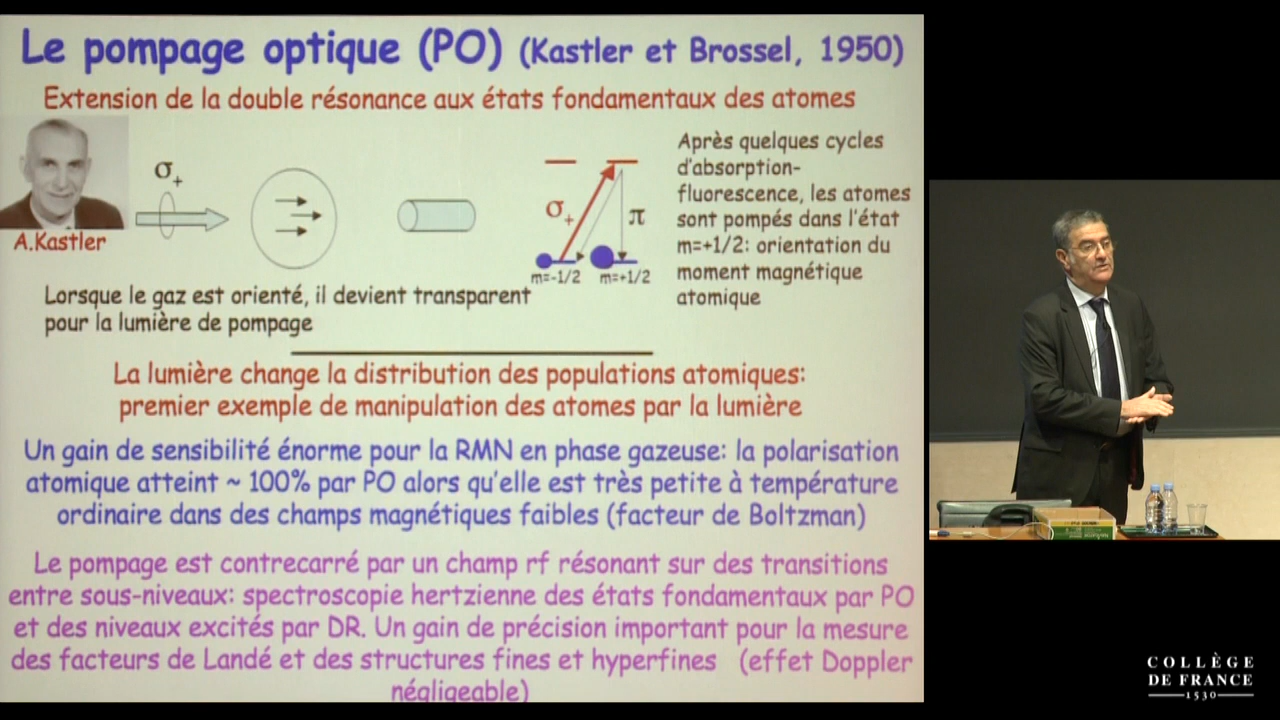 Le pompage optique (PO) (Kastler et Brossel, 1950)
Extension de la double résonance aux états fondamentaux des atomes
σ+
A.Kastler
σ+
π
m=-1/2
m=+1/2
Après quelques cycles
d'absorption-
fluorescence, les atomes
sont pompés dans l'état
m=+1/2: orientation du
moment magnétique
atomique
Lorsque le gaz est orienté, il devient transparent
pour la lumière de pompage
La lumière change la distribution des populations atomiques:
premier exemple de manipulation des atomes par la lumière
Un gain de sensibilité énorme pour la RMN en phase gazeuse: la polarisation
atomique atteint ~ 100% par PO alors qu'elle est très petite à température
ordinaire dans des champs magnétiques faibles (facteur de Boltzman)
Le pompage est contrecarré par un champ rf résonant sur des transitions
entre sous-niveaux: spectroscopie hertzienne des états fondamentaux par PO
et des niveaux excités par DR. Un gain de précision important pour la mesure
des facteurs de Landé et des structures fines et hyperfines (effet Doppler
négligeable)
COLLÈGE
DE FRANCE
1530